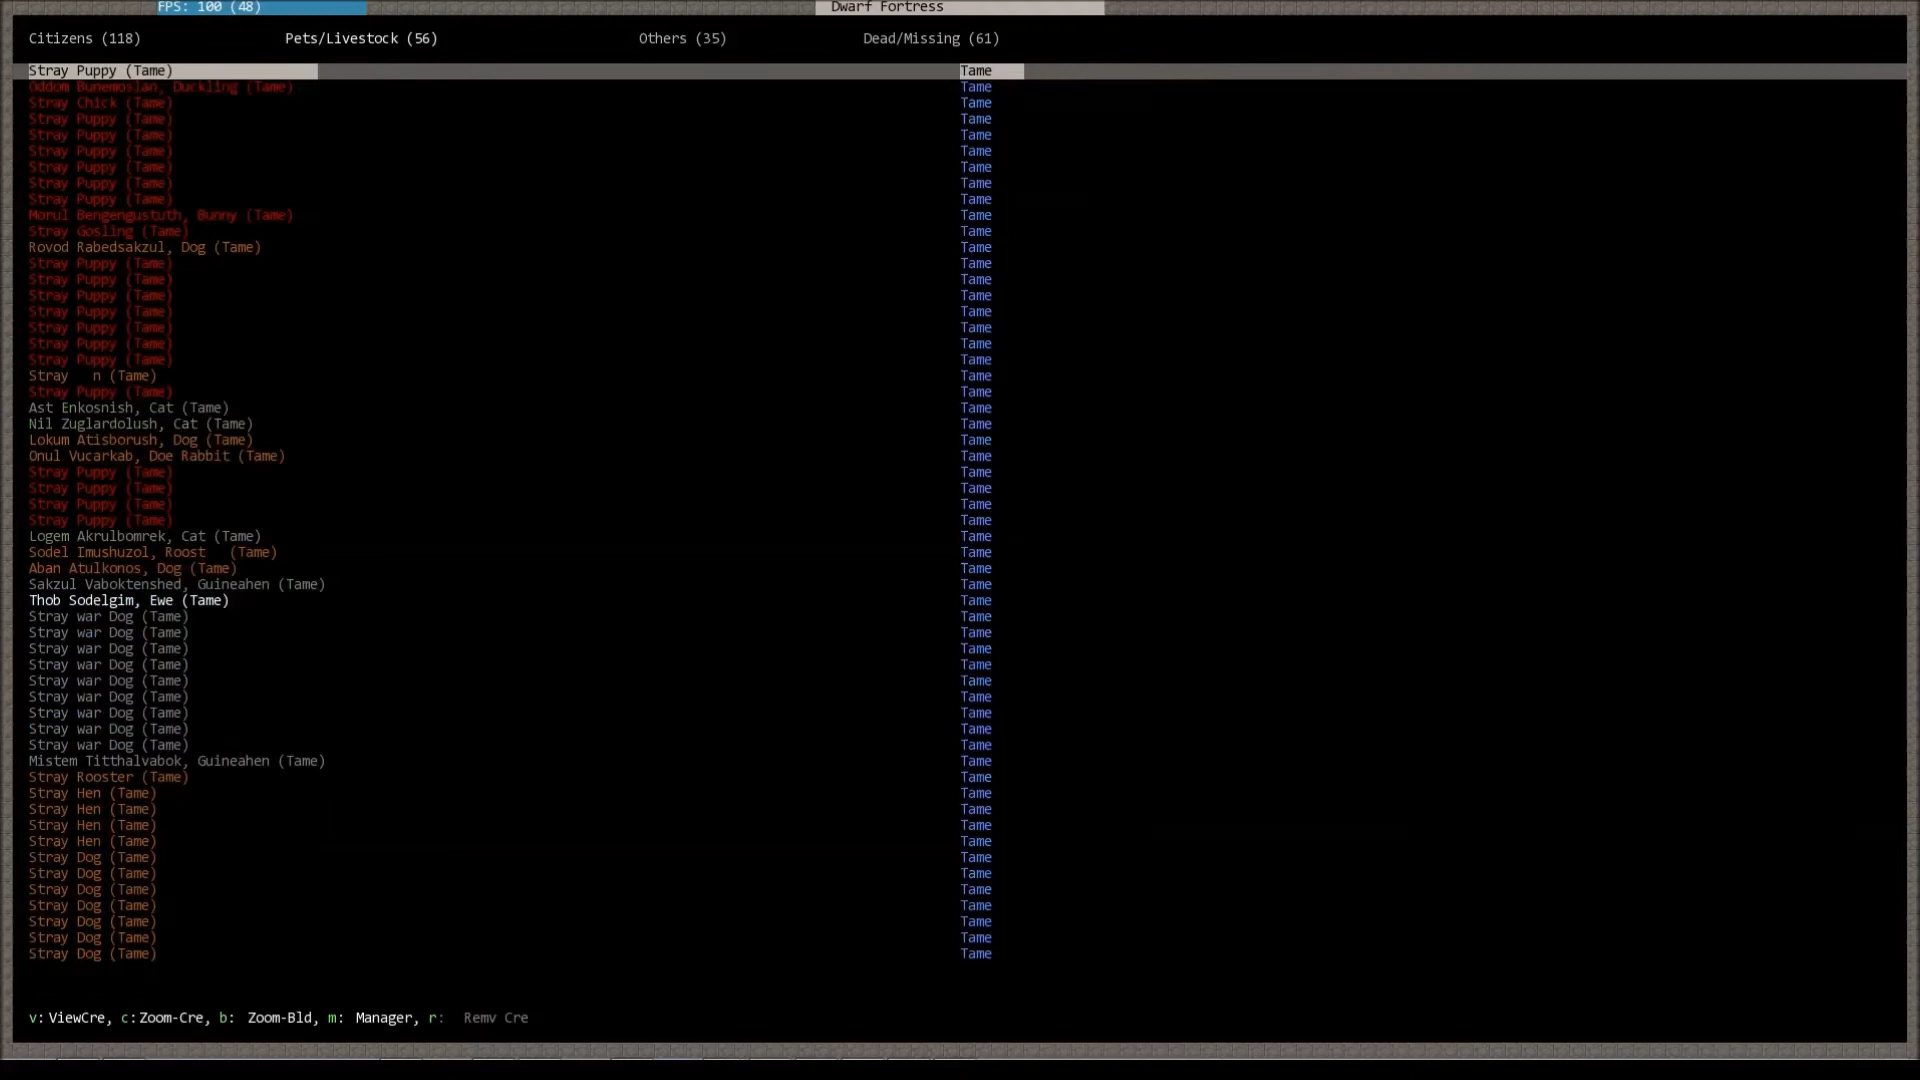 FPS: 100 (48) Dwarf Fortress
Citizens (118) Pets/Livestock (56) Others (35) Dead/Missing (61)
Stray Puppy (Tame) Tame
Oddom Bunemoslan, Duckling (Tame) Tame
Stray Chick (Tame) Tame
Stray Puppy (Tame) Tame
Stray Puppy (Tame) Tame
Stray Puppy (Tame) Tame
Stray Puppy (Tame) Tame
Stray Puppy (Tame) Tame
Stray Puppy (Tame) Tame
Morul Bengengustuth, Bunny (Tame) Tame
Stray Gosling (Tame) Tame
Rovod Rabedsakzul, Dog (Tame) Tame
Stray Puppy (Tame) Tame
Stray Puppy (Tame) Tame
Stray Puppy (Tame) Tame
Stray Puppy (Tame) Tame
Stray Puppy (Tame) Tame
Stray Puppy (Tame) Tame
Stray Puppy (Tame) Tame
Stray n (Tame) Tame
Stray Puppy (Tame) Tame
Ast Enkosnish, Cat (Tame) Tame
Nil Zuglardolush, Cat (Tame) Tame
Lokum Atisborush, Dog (Tame) Tame
Onul Vucarkab, Doe Rabbit (Tame) Tame
Stray Puppy (Tame) Tame
Stray Puppy (Tame) Tame
Stray Puppy (Tame) Tame
Stray Puppy (Tame) Tame
Logem Akrulbomrek, Cat (Tame) Tame
Sodel Imushuzol, Roost (Tame) Tame
Aban Atulkonos, Dog (Tame) Tame
Sakzul Vaboktenshed, Guineahen (Tame) Tame
Thob Sodelgim, Ewe (Tame) Tame
Stray war Dog (Tame) Tame
Stray war Dog (Tame) Tame
Stray war Dog (Tame) Tame
Stray war Dog (Tame) Tame
Stray war Dog (Tame) Tame
Stray war Dog (Tame) Tame
Stray war Dog (Tame) Tame
Stray war Dog (Tame) Tame
Stray war Dog (Tame) Tame
Mistem Titthalvabok, Guineahen (Tame) Tame
Stray Rooster (Tame) Tame
Stray Hen (Tame) Tame
Stray Hen (Tame) Tame
Stray Hen (Tame) Tame
Stray Hen (Tame) Tame
Stray Dog (Tame) Tame
Stray Dog (Tame) Tame
Stray Dog (Tame) Tame
Stray Dog (Tame) Tame
Stray Dog (Tame) Tame
Stray Dog (Tame) Tame
Stray Dog (Tame) Tame
v:ViewCre, c:Zoom-Cre, b: Zoom-Bld, m: Manager, r: Remv Cre